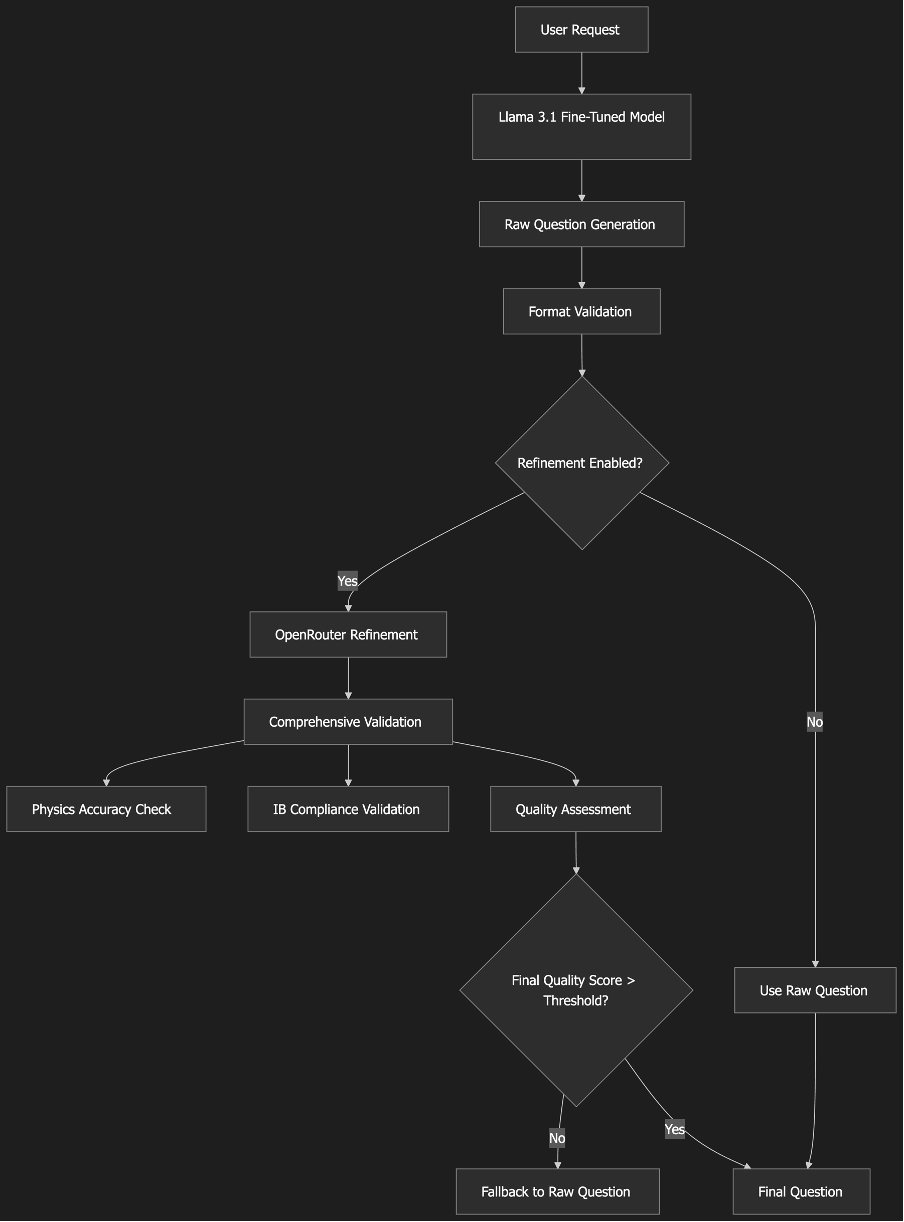 User Request
Llama 3.1 Fine-Tuned Model
Raw Question Generation
Format Validation
Refinement Enabled?
Yes
OpenRouter Refinement
Comprehensive Validation
No
Physics Accuracy Check
IB Compliance Validation
Quality Assessment
Final Quality Score >
Threshold?
Use Raw Question
No
Yes
Fallback to Raw Question
Final Question